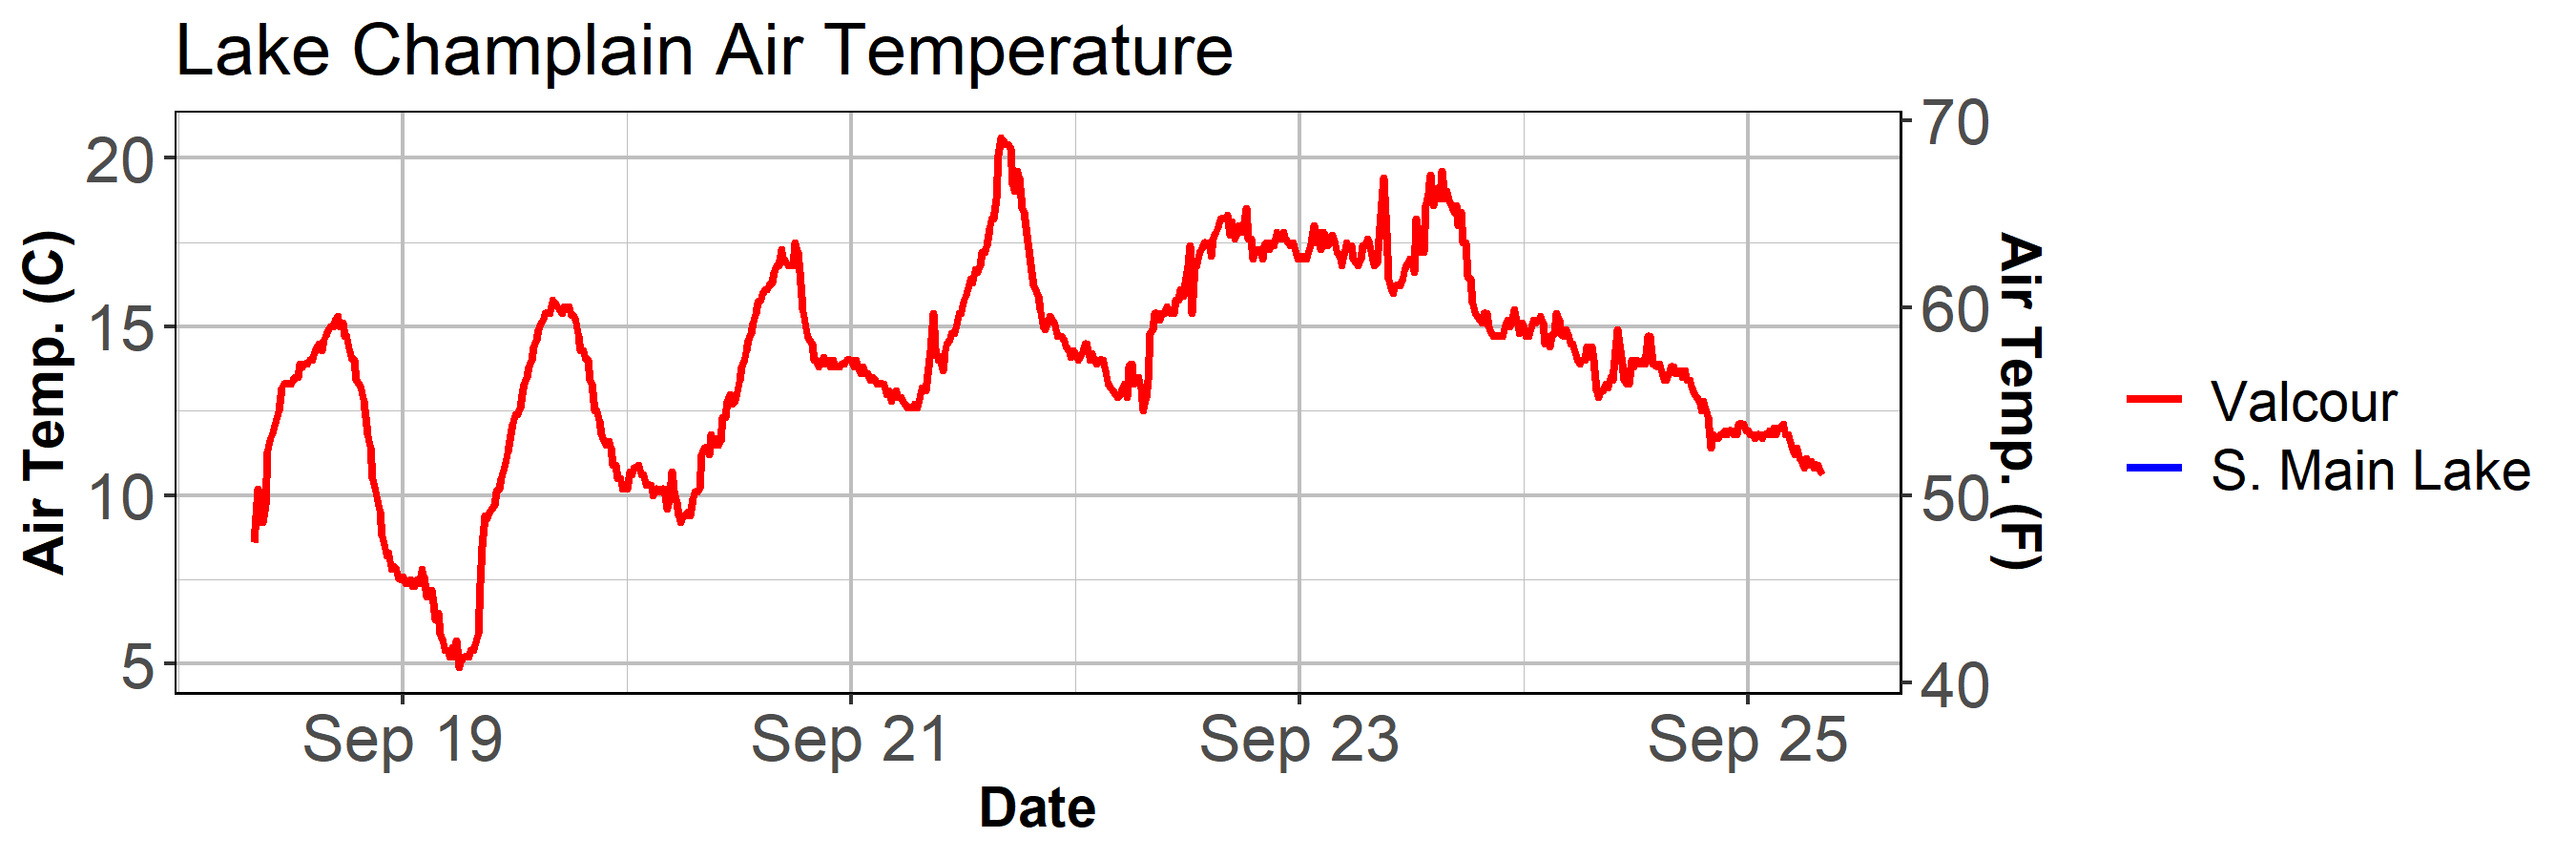 Lake Champlain Air Temperature
Air Temp. (C)
20
15
10
5
70
60
50
40
Air Temp. (F)
Sep 19
Sep 21
Sep 23
Sep 25
Date
Valcour
S. Main Lake